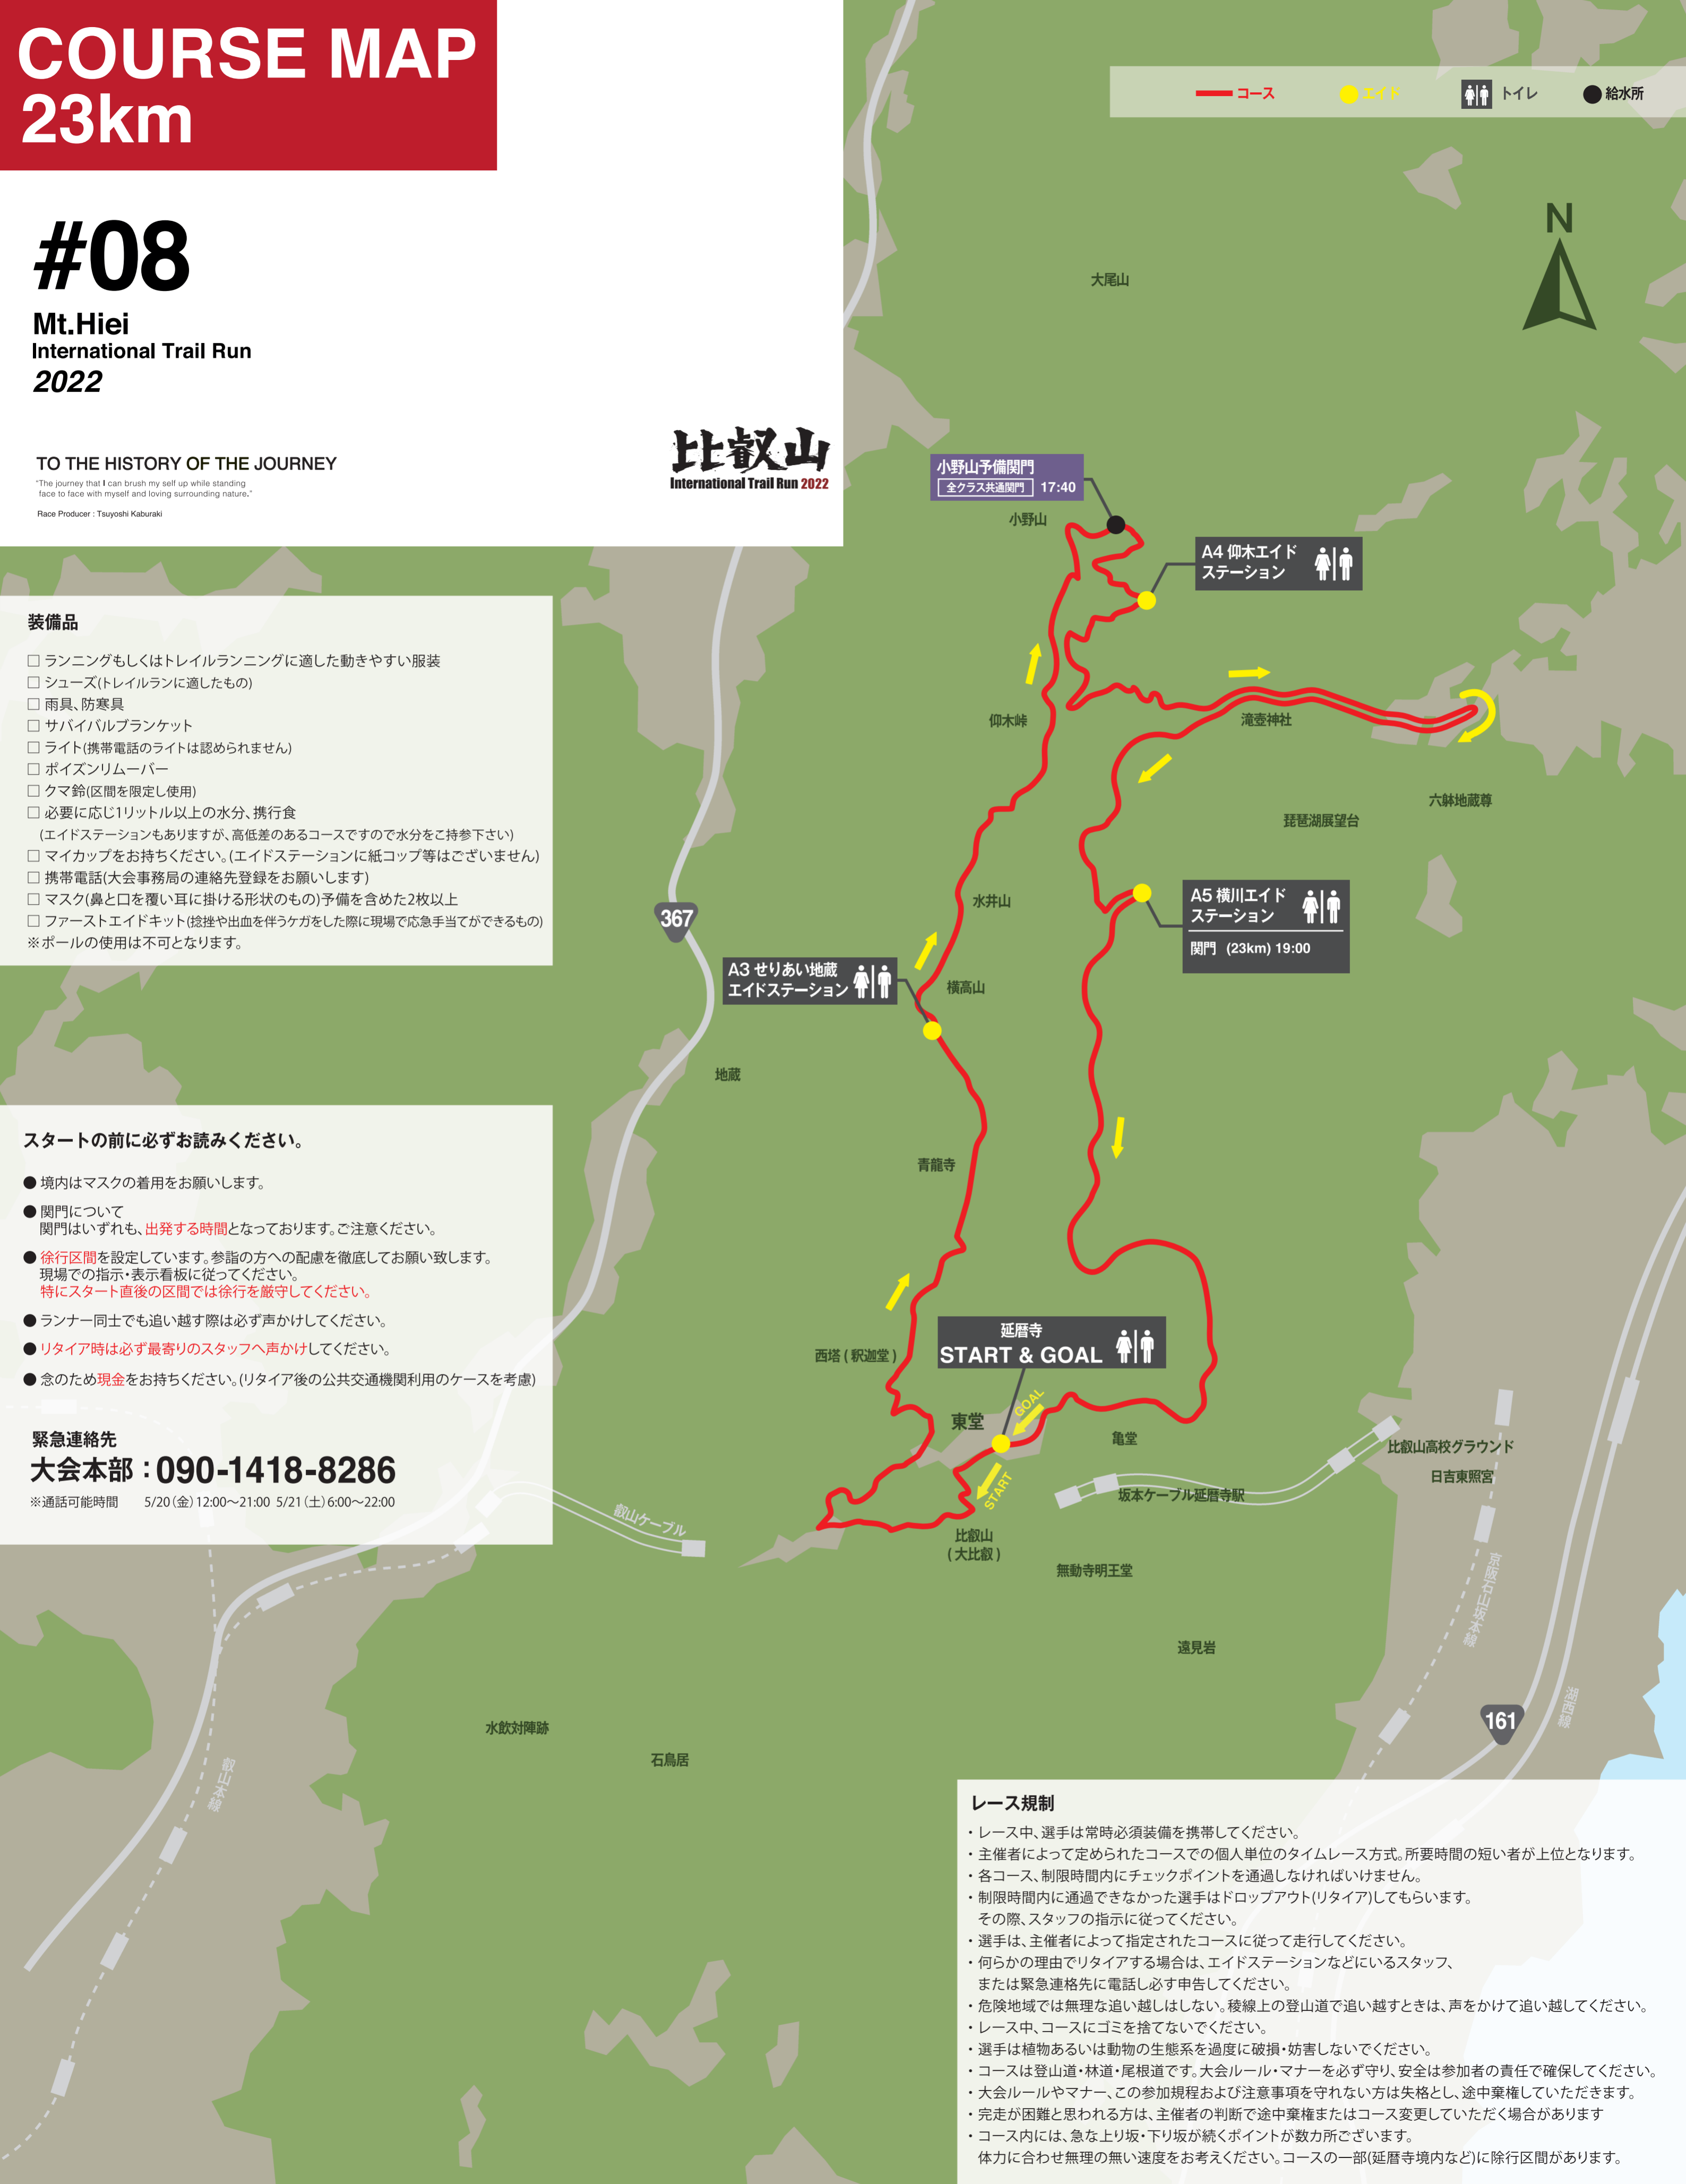 COURSE MAP
23km
#08
Mt.Hiei
International Trail Run
2022
TO THE HISTORY OF THE JOURNEY
"The journey that I can brush my self up while standing
face to face with myself and loving surrounding nature."
Race Producer : Tsuyoshi Kaburaki
比叡山
International Trail Run 2022
コース
エイド
トイレ
給水所
N
大尾山
小野山予備関門
全クラス共通関門 17:40
小野山
A4 仰木エイド
ステーション
仰木峠
滝壺神社
六躰地蔵尊
琵琶湖展望台
水井山
A5 横川エイド
ステーション
関門 (23km) 19:00
367
A3 せりあい地蔵
エイドステーション
横高山
地蔵
青龍寺
延暦寺
START & GOAL
西塔 ( 釈迦堂 )
GOAL
東堂
亀堂
START
比叡山高校グラウンド
日吉東照宮
坂本ケーブル延暦寺駅
叡山ケーブル
比叡山
( 大比叡 )
無動寺明王堂
京阪石山坂本線
遠見岩
湖西線
161
水飲対陣跡
石鳥居
叡山本線
装備品
□ ランニングもしくはトレイルランニングに適した動きやすい服装
□ シューズ(トレイルランに適したもの)
□ 雨具、防寒具
□ サバイバルブランケット
□ ライト(携帯電話のライトは認められません)
□ ポイズンリムーバー
□ クマ鈴(区間を限定し使用)
□ 必要に応じ1リットル以上の水分、携行食
(エイドステーションもありますが、高低差のあるコースですので水分をご持参下さい)
□ マイカップをお持ちください。(エイドステーションに紙コップ等はございません)
□ 携帯電話(大会事務局の連絡先登録をお願いします)
□ マスク(鼻と口を覆い耳に掛ける形状のもの)予備を含めた2枚以上
□ ファーストエイドキット(捻挫や出血を伴うケガをした際に現場で応急手当てができるもの)
※ポールの使用は不可となります。
スタートの前に必ずお読みください。
● 境内はマスクの着用をお願いします。
● 関門について
関門はいずれも、出発する時間となっております。ご注意ください。
● 徐行区間を設定しています。参詣の方への配慮を徹底してお願い致します。
現場での指示・表示看板に従ってください。
特にスタート直後の区間では徐行を厳守してください。
● ランナー同士でも追い越す際は必ず声かけしてください。
● リタイア時は必ず最寄りのスタッフへ声かけしてください。
● 念のため現金をお持ちください。(リタイア後の公共交通機関利用のケースを考慮)
緊急連絡先
大会本部:090-1418-8286
※通話可能時間 5/20(金)12:00〜21:00 5/21(土)6:00〜22:00
レース規制
・レース中、選手は常時必須装備を携帯してください。
・主催者によって定められたコースでの個人単位のタイムレース方式。所要時間の短い者が上位となります。
・各コース、制限時間内にチェックポイントを通過しなければいけません。
・制限時間内に通過できなかった選手はドロップアウト(リタイア)してもらいます。
その際、スタッフの指示に従ってください。
・選手は、主催者によって指定されたコースに従って走行してください。
・何らかの理由でリタイアする場合は、エイドステーションなどにいるスタッフ、
または緊急連絡先に電話し必す申告してください。
・危険地域では無理な追い越しはしない。稜線上の登山道で追い越すときは、声をかけて追い越してください。
・レース中、コースにゴミを捨てないでください。
・選手は植物あるいは動物の生態系を過度に破損・妨害しないでください。
・コースは登山道・林道・尾根道です。大会ルール・マナーを必ず守り、安全は参加者の責任で確保してください。
・大会ルールやマナー、この参加規程および注意事項を守れない方は失格とし、途中棄権していただきます。
・完走が困難と思われる方は、主催者の判断で途中棄権またはコース変更していただく場合があります
・コース内には、急な上り坂・下り坂が続くポイントが数カ所ございます。
体力に合わせ無理の無い速度をお考えください。コースの一部(延暦寺境内など)に除行区間があります。